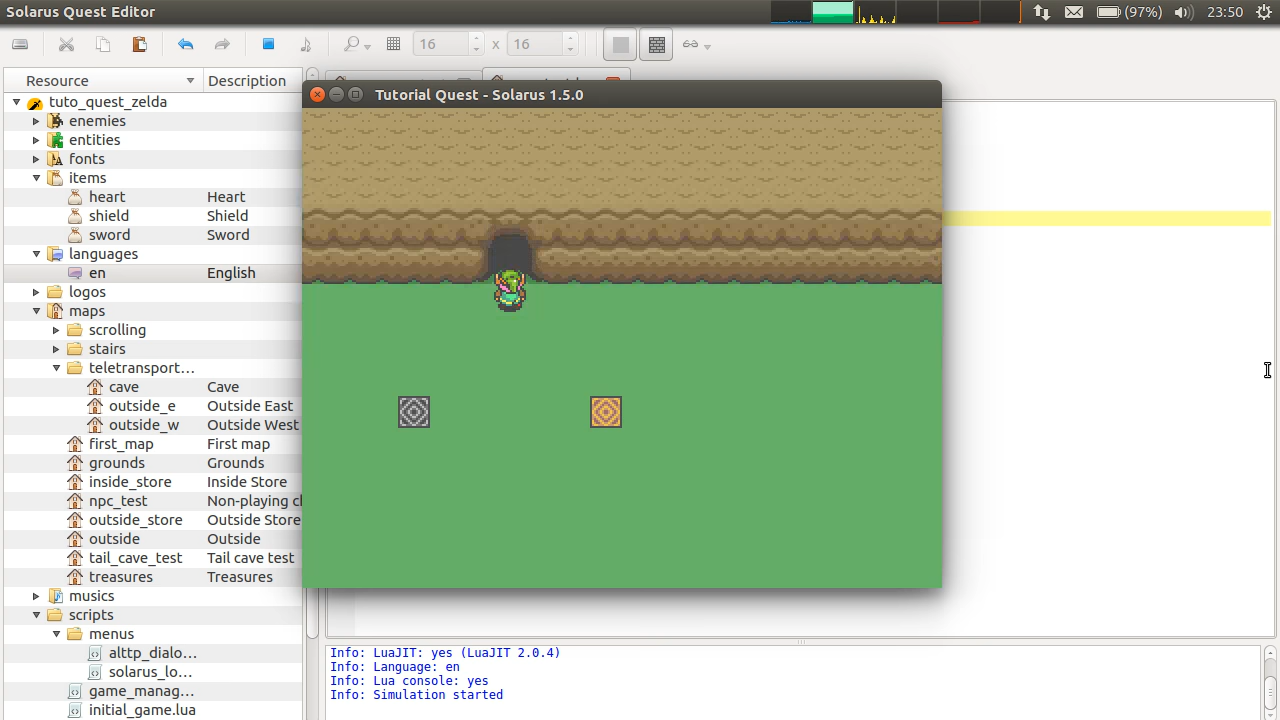 Solarus Quest Editor
(97%)
23:50
16 x 16
Resource Description
tuto_quest_zelda
Tutorial Quest - Solarus 1.5.0
enemies
entities
fonts
items
heart Heart
shield Shield
sword Sword
languages
en English
logos
maps
scrolling
stairs
teletransport...
cave Cave
outside_e Outside East
outside_w Outside West
first_map First map
grounds Grounds
inside_store Inside Store
npc_test Non-playing
outside_store Outside Store
outside Outside
tail_cave_test Tail cave test
treasures Treasures
musics
scripts
menus
alttp_dialo...
solarus_lo...
game_manag...
initial_game.lua
Info: LuaJIT: yes (LuaJIT 2.0.4)
Info: Language: en
Info: Lua console: yes
Info: Simulation started